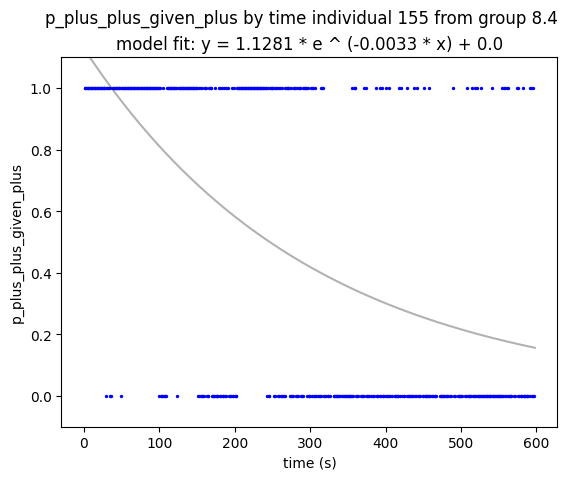 p_plus_plus_given_plus by time individual 155 from group 8.4
model fit: y = 1.1281 * e ^ (-0.0033 * x) + 0.0
1.0
0.8
0.6
0.4
0.2
0.0
p_plus_plus_given_plus
0 100 200 300 400 500 600
time (s)